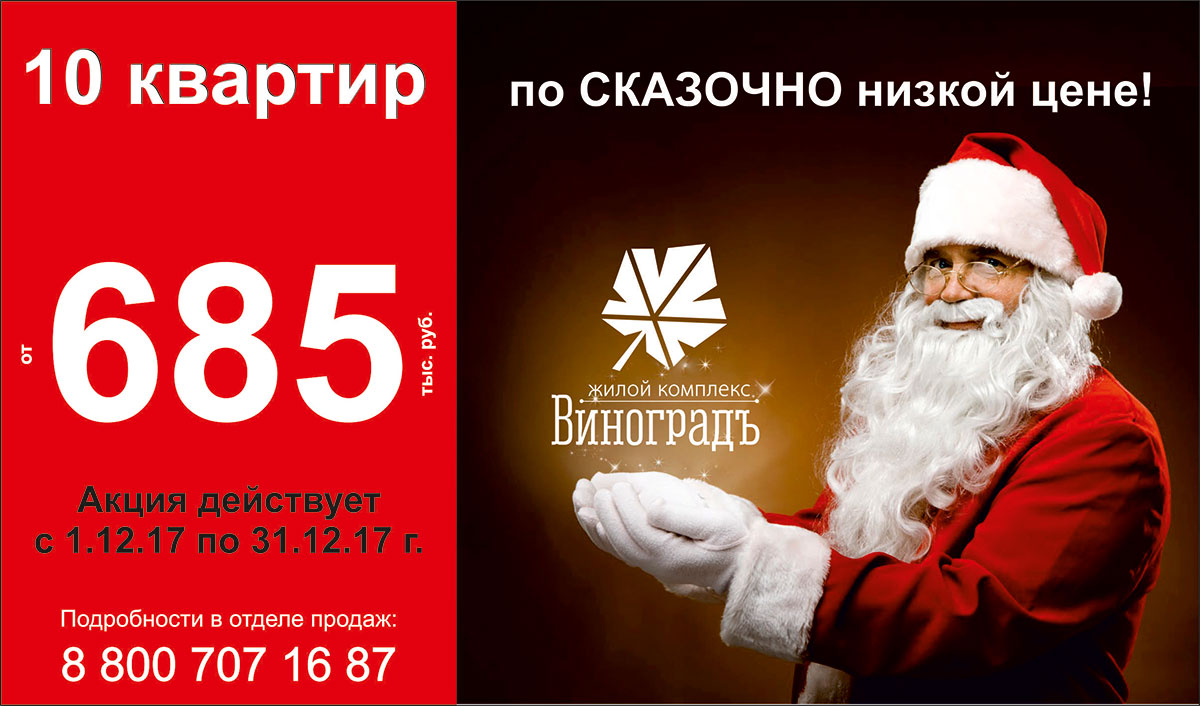 10 квартир
по СКАЗОЧНО низкой цене!
от
685
тыс. руб.
жилой комплекс
Виноградъ
Акция действует
с 1.12.17 по 31.12.17 г.
Подробности в отделе продаж:
8 800 707 16 87